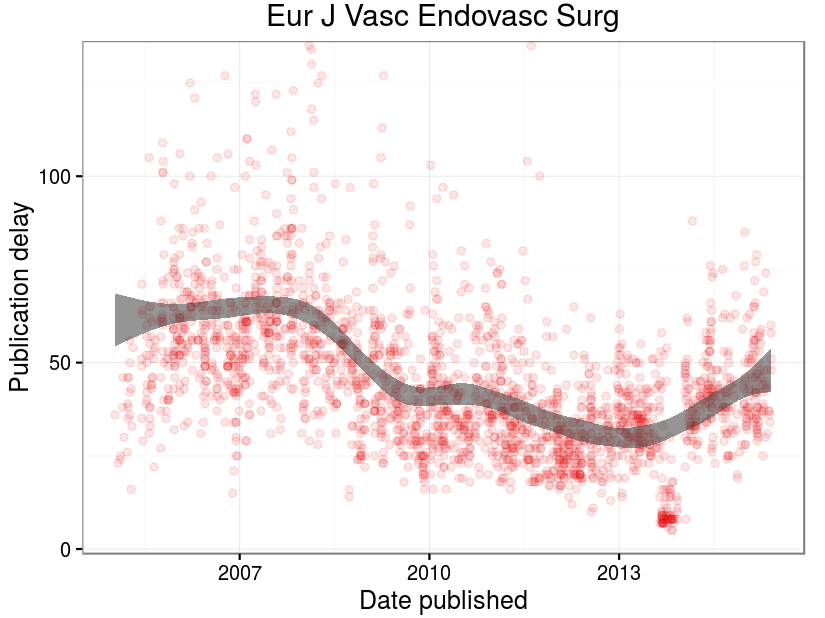 Eur J Vasc Endovasc Surg
Publication delay
100
50
0
2007 2010 2013
Date published